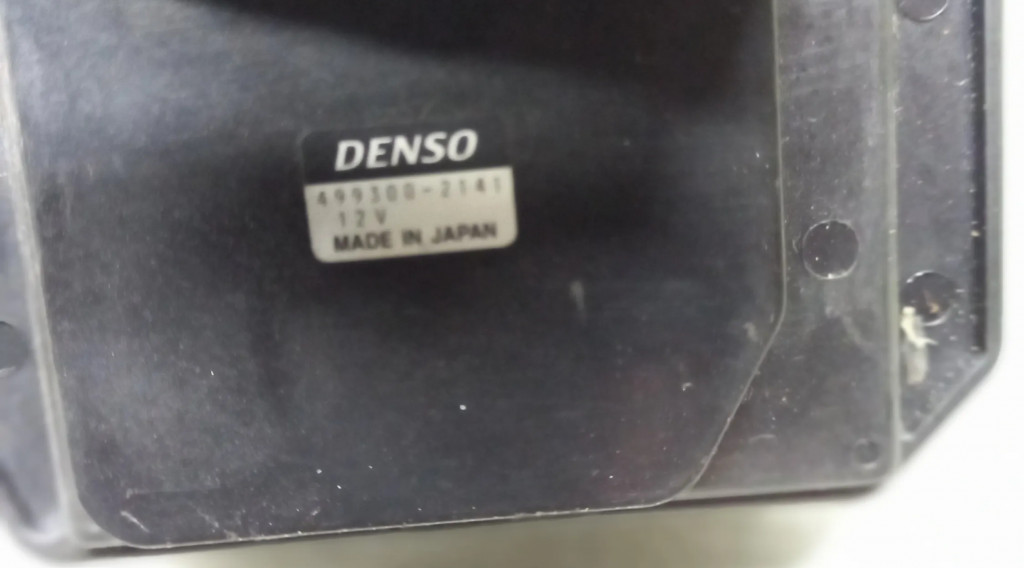 DENSO
499300-2141
12V
MADE IN JAPAN